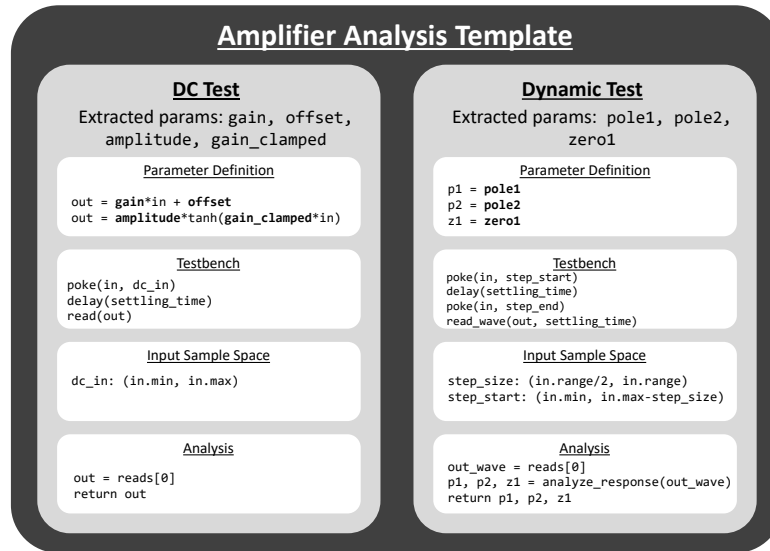 Amplifier Analysis Template
DC Test
Extracted params: gain, offset,
amplitude, gain_clamped
Parameter Definition
out = gain*in + offset
out = amplitude*tanh(gain_clamped*in)
Testbench
poke(in, dc_in)
delay(settling_time)
read(out)
Input Sample Space
dc_in: (in.min, in.max)
Analysis
out = reads[0]
return out
Dynamic Test
Extracted params: pole1, pole2,
zero1
Parameter Definition
p1 = pole1
p2 = pole2
z1 = zero1
Testbench
poke(in, step_start)
delay(settling_time)
poke(in, step_end)
read_wave(out, settling_time)
Input Sample Space
step_size: (in.range/2, in.range)
step_start: (in.min, in.max-step_size)
Analysis
out_wave = reads[0]
p1, p2, z1 = analyze_response(out_wave)
return p1, p2, z1